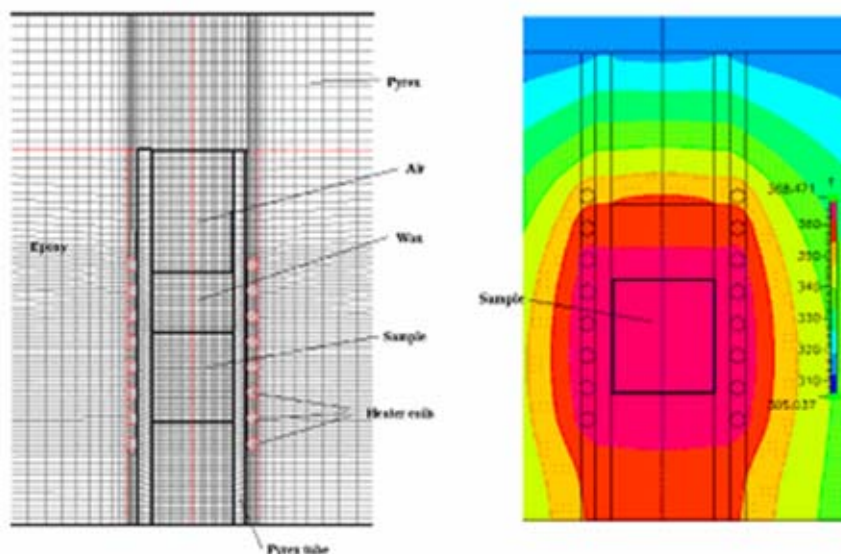 Pyrex
Air
Epoxy
Wax
Sample
Heater coils
Pyrex tube
Sample
T
368.471
360
350
340
330
320
310
305.037